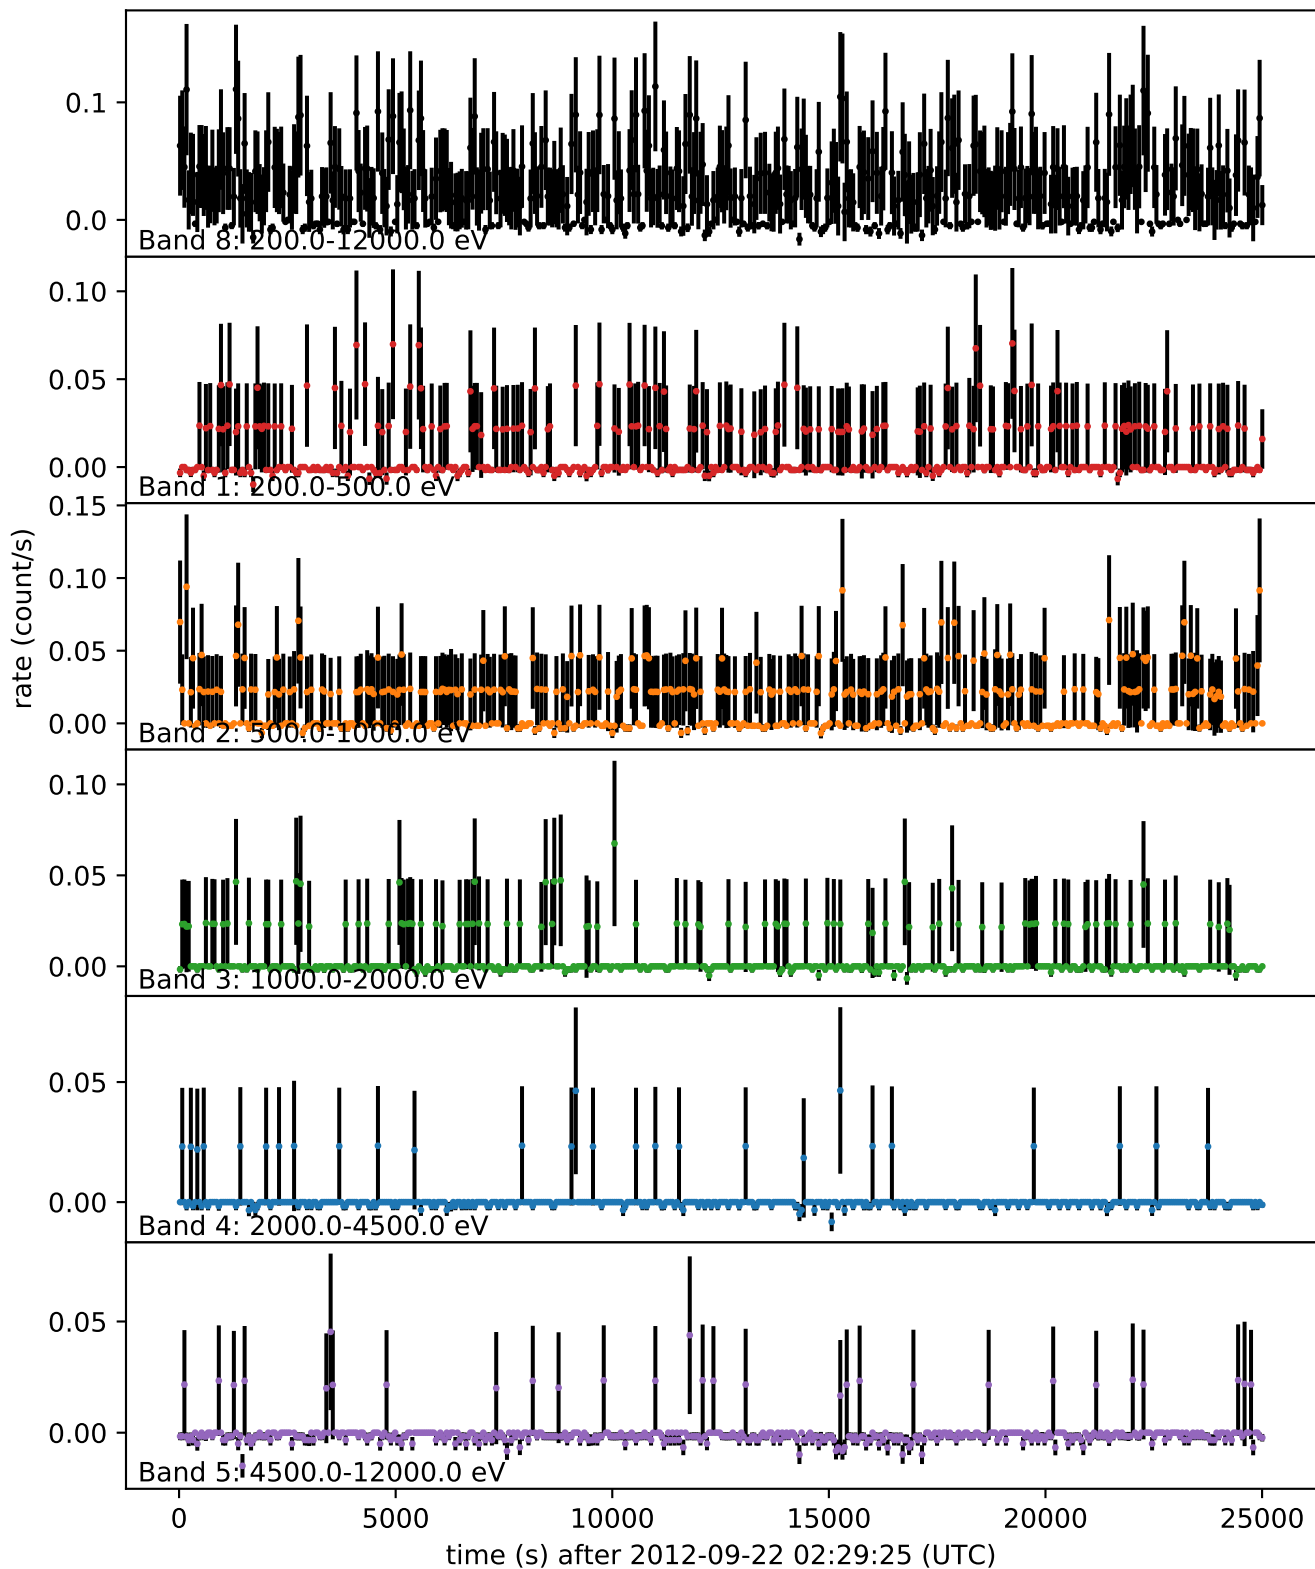 0.1
0.0
Band 8: 200.0-12000.0 eV
0.10
0.05
0.00
Band 1: 200.0-500.0 eV
0.15
0.10
0.05
0.00
Band 2: 500.0-1000.0 eV
rate (count/s)
0.10
0.05
0.00
Band 3: 1000.0-2000.0 eV
0.05
0.00
Band 4: 2000.0-4500.0 eV
0.05
0.00
Band 5: 4500.0-12000.0 eV
0 5000 10000 15000 20000 25000
time (s) after 2012-09-22 02:29:25 (UTC)